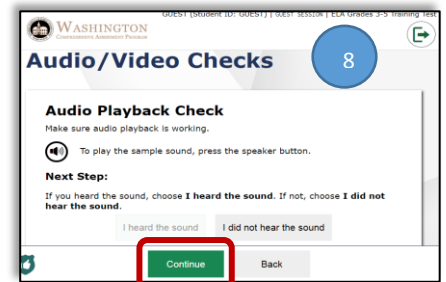 GUEST (Student ID: GUEST) | GUEST SESSION | ELA Grades 3-5 Training Test
WASHINGTON
COMPREHENSIVE ASSESSMENT PROGRAM
Audio/Video Checks
8
Audio Playback Check
Make sure audio playback is working.
To play the sample sound, press the speaker button.
Next Step:
If you heard the sound, choose I heard the sound. If not, choose I did not
hear the sound.
I heard the sound
I did not hear the sound
Continue
Back